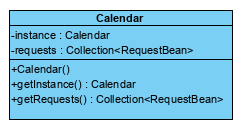 Calendar
-instance : Calendar
-requests : Collection<RequestBean>
+Calendar()
+getInstance() : Calendar
+getRequests() : Collection<RequestBean>